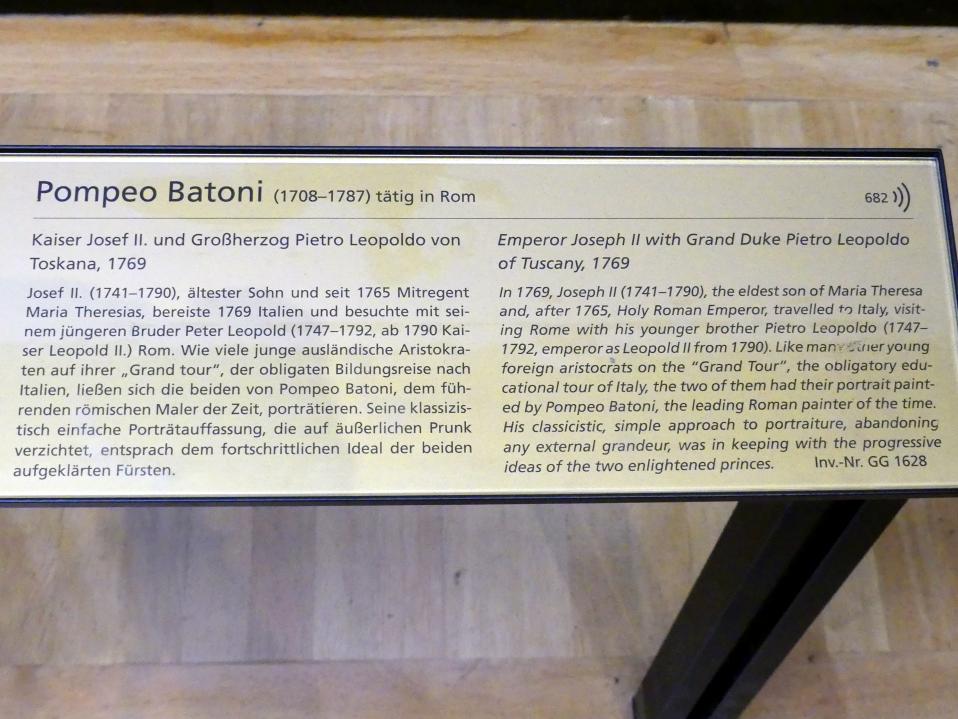 Pompeo Batoni (1708–1787) tätig in Rom
682
Kaiser Josef II. und Großherzog Pietro Leopoldo von
Toskana, 1769
Josef II. (1741–1790), ältester Sohn und seit 1765 Mitregent
Maria Theresias, bereiste 1769 Italien und besuchte mit sei-
nem jüngeren Bruder Peter Leopold (1747–1792, ab 1790 Kai-
ser Leopold II.) Rom. Wie viele junge ausländische Aristokra-
ten auf ihrer „Grand tour“, der obligaten Bildungsreise nach
Italien, ließen sich die beiden von Pompeo Batoni, dem füh-
renden römischen Maler der Zeit, porträtieren. Seine klassizis-
tisch einfache Porträtauffassung, die auf äußerlichen Prunk
verzichtet, entsprach dem fortschrittlichen Ideal der beiden
aufgeklärten Fürsten.
Emperor Joseph II with Grand Duke Pietro Leopoldo
of Tuscany, 1769
In 1769, Joseph II (1741–1790), the eldest son of Maria Theresa
and, after 1765, Holy Roman Emperor, travelled to Italy, visit-
ing Rome with his younger brother Pietro Leopoldo (1747–
1792, emperor as Leopold II from 1790). Like many other young
foreign aristocrats on the “Grand Tour”, the obligatory edu-
cational tour of Italy, the two of them had their portrait paint-
ed by Pompeo Batoni, the leading Roman painter of the time.
His classicistic, simple approach to portraiture, abandoning
any external grandeur, was in keeping with the progressive
ideas of the two enlightened princes.
Inv.-Nr. GG 1628